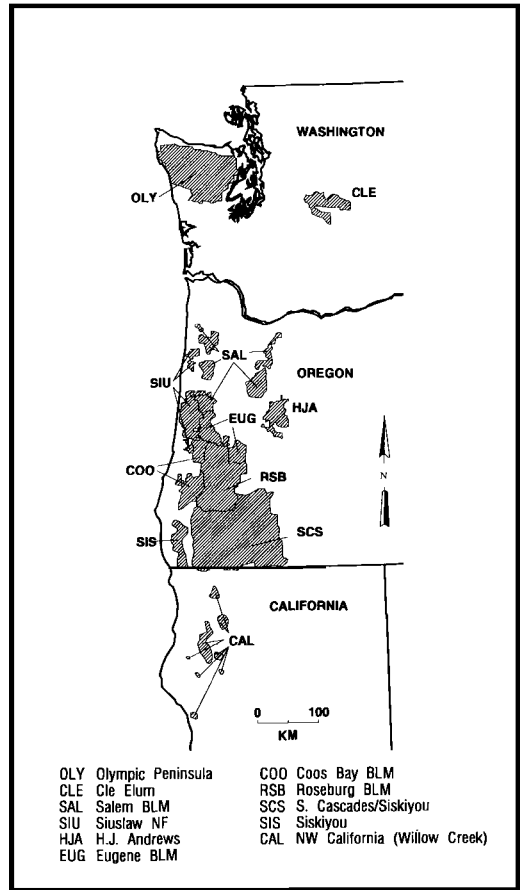 WASHINGTON
OLY
CLE
SAL
OREGON
SIU
HJA
EUG
COO
RSB
N
SIS
SCS
CALIFORNIA
CAL
0 100
KM
OLY Olympic Peninsula
CLE Cle Elum
SAL Salem BLM
SIU Siuslaw NF
HJA H.J. Andrews
EUG Eugene BLM
COO Coos Bay BLM
RSB Roseburg BLM
SCS S. Cascades/Siskiyou
SIS Siskiyou
CAL NW California (Willow Creek)